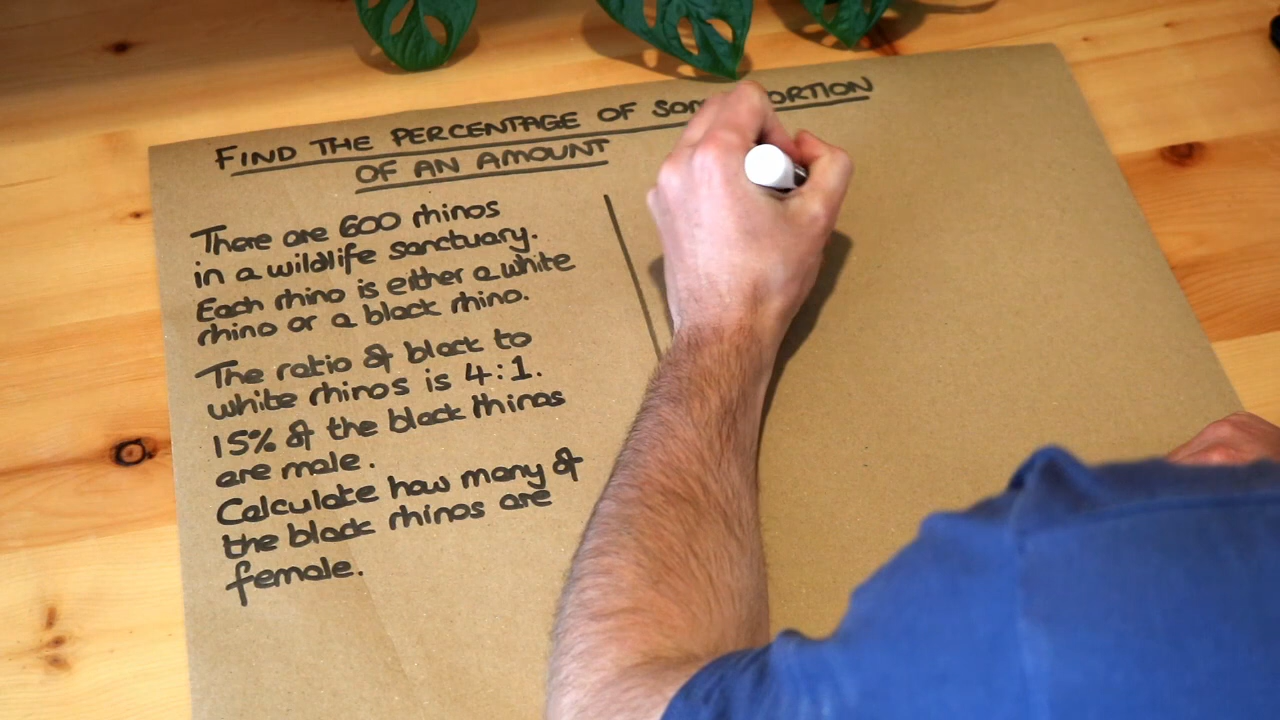 FIND THE PERCENTAGE OF
OF AN AMOUNT
There are 600 rhinos
in a wildlife sanctuary.
Each rhino is either a white
rhino or a black rhino.
The ratio of black to
white rhinos is 4:1.
15% of the black rhinos
are male.
Calculate how many of
the black rhinos are
female.